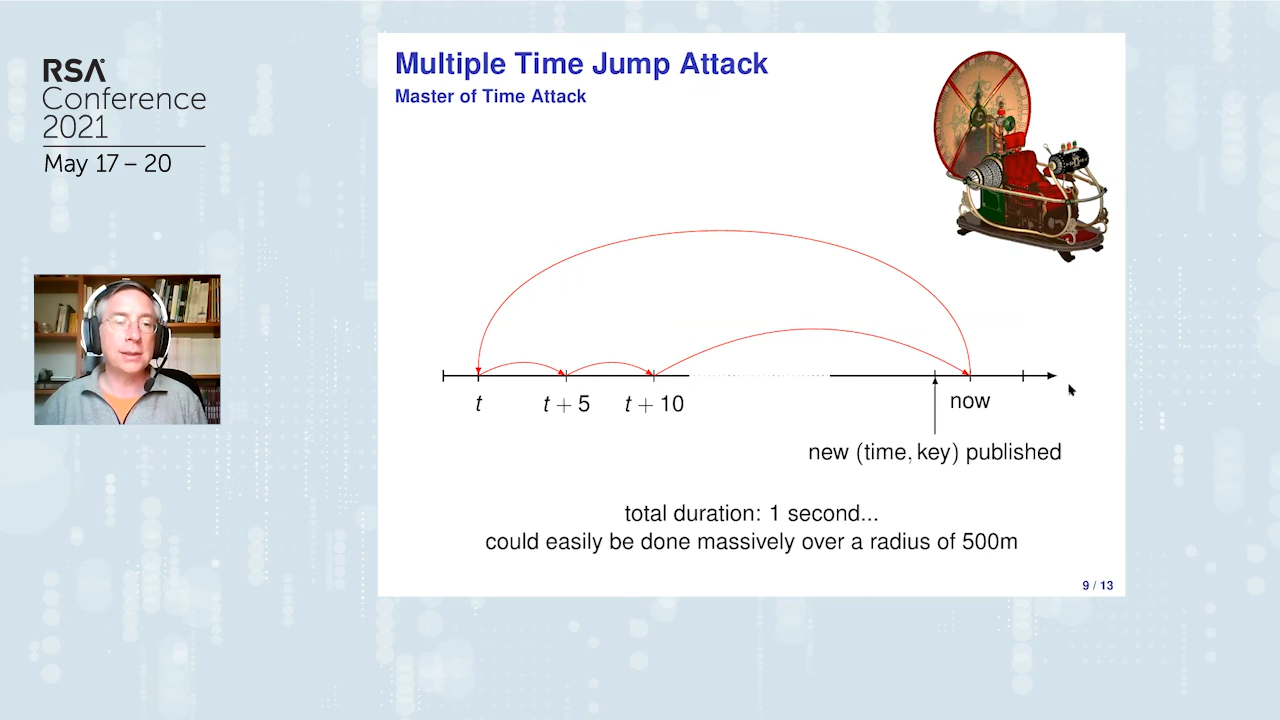 RSA
Conference
2021
May 17 – 20
Multiple Time Jump Attack
Master of Time Attack
t
t + 5
t + 10
now
new (time, key) published
total duration: 1 second...
could easily be done massively over a radius of 500m
9 / 13